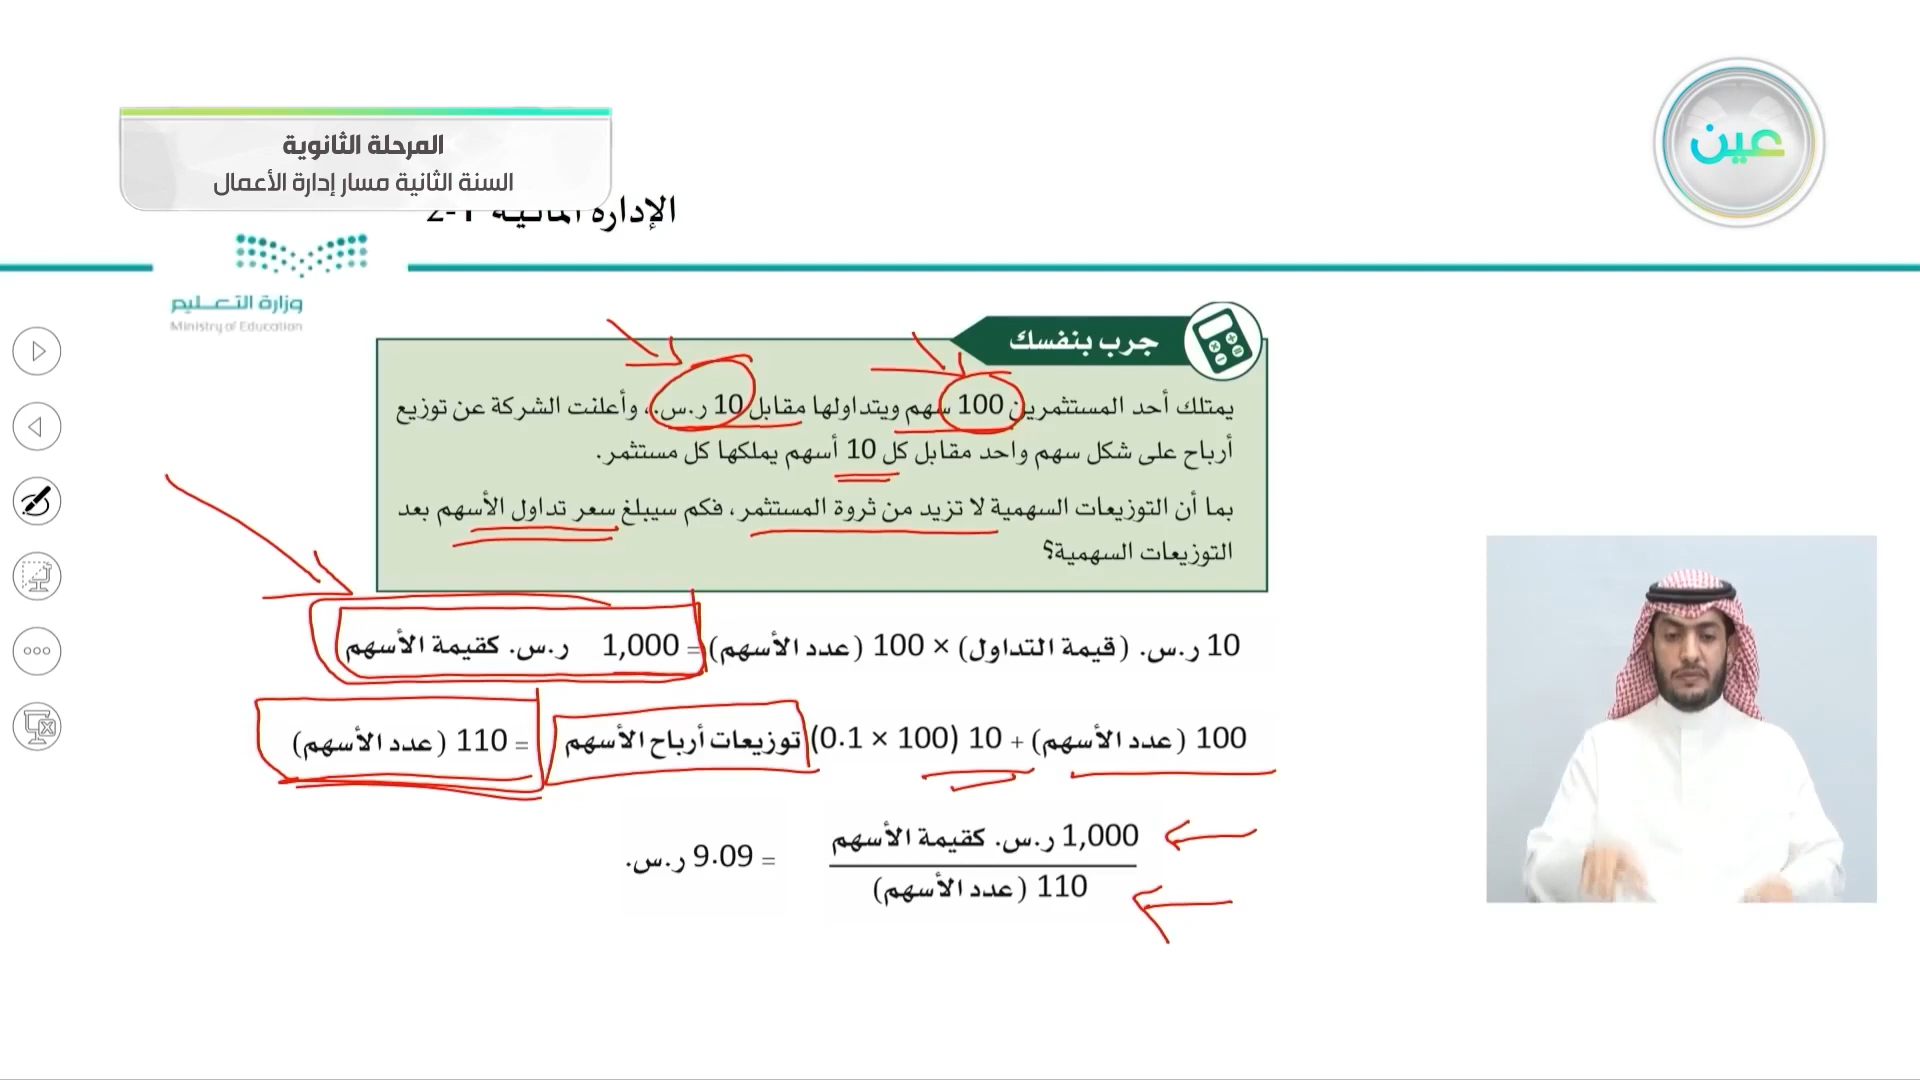 المرحلة الثانوية
السنة الثانية مسار إدارة الأعمال
عين
الإدارة المالية 1-2
وزارة التعليم
Ministry of Education
جرب بنفسك
يمتلك أحد المستثمرين 100 سهم ويتداولها مقابل 10 ر.س.، وأعلنت الشركة عن توزيع
أرباح على شكل سهم واحد مقابل كل 10 أسهم يملكها كل مستثمر.
بما أن التوزيعات السهمية لا تزيد من ثروة المستثمر، فكم سيبلغ سعر تداول الأسهم بعد
التوزيعات السهمية؟
10 ر.س. (قيمة التداول) × 100 (عدد الأسهم) = 1,000 ر.س. كقيمة الأسهم
100 (عدد الأسهم) + 10 (100 × 0.1) توزيعات أرباح الأسهم = 110 (عدد الأسهم)
1,000 ر.س. كقيمة الأسهم
110 (عدد الأسهم)
= 9.09 ر.س.